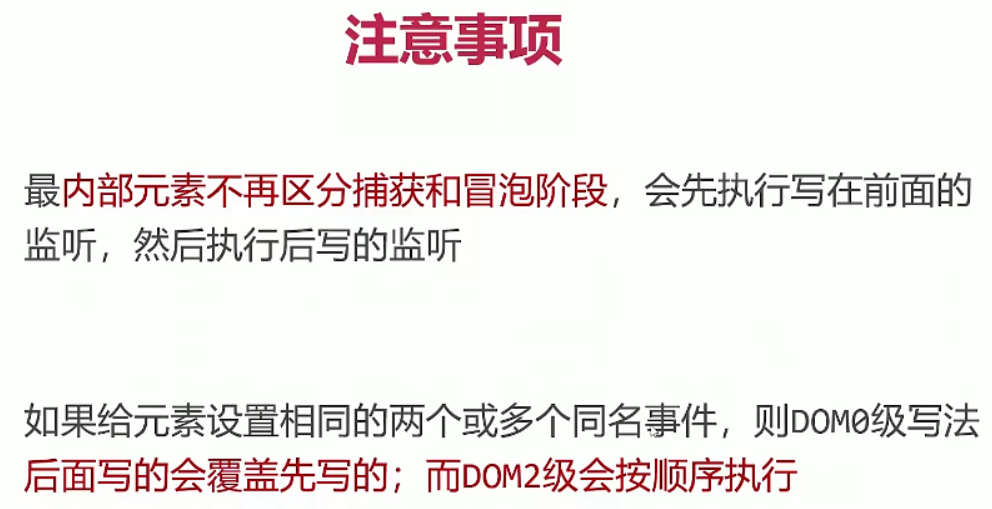 注意事项
最内部元素不再区分捕获和冒泡阶段，会先执行写在前面的
监听，然后执行后写的监听
如果给元素设置相同的两个或多个同名事件，则DOM0级写法
后面写的会覆盖先写的；而DOM2级会按顺序执行